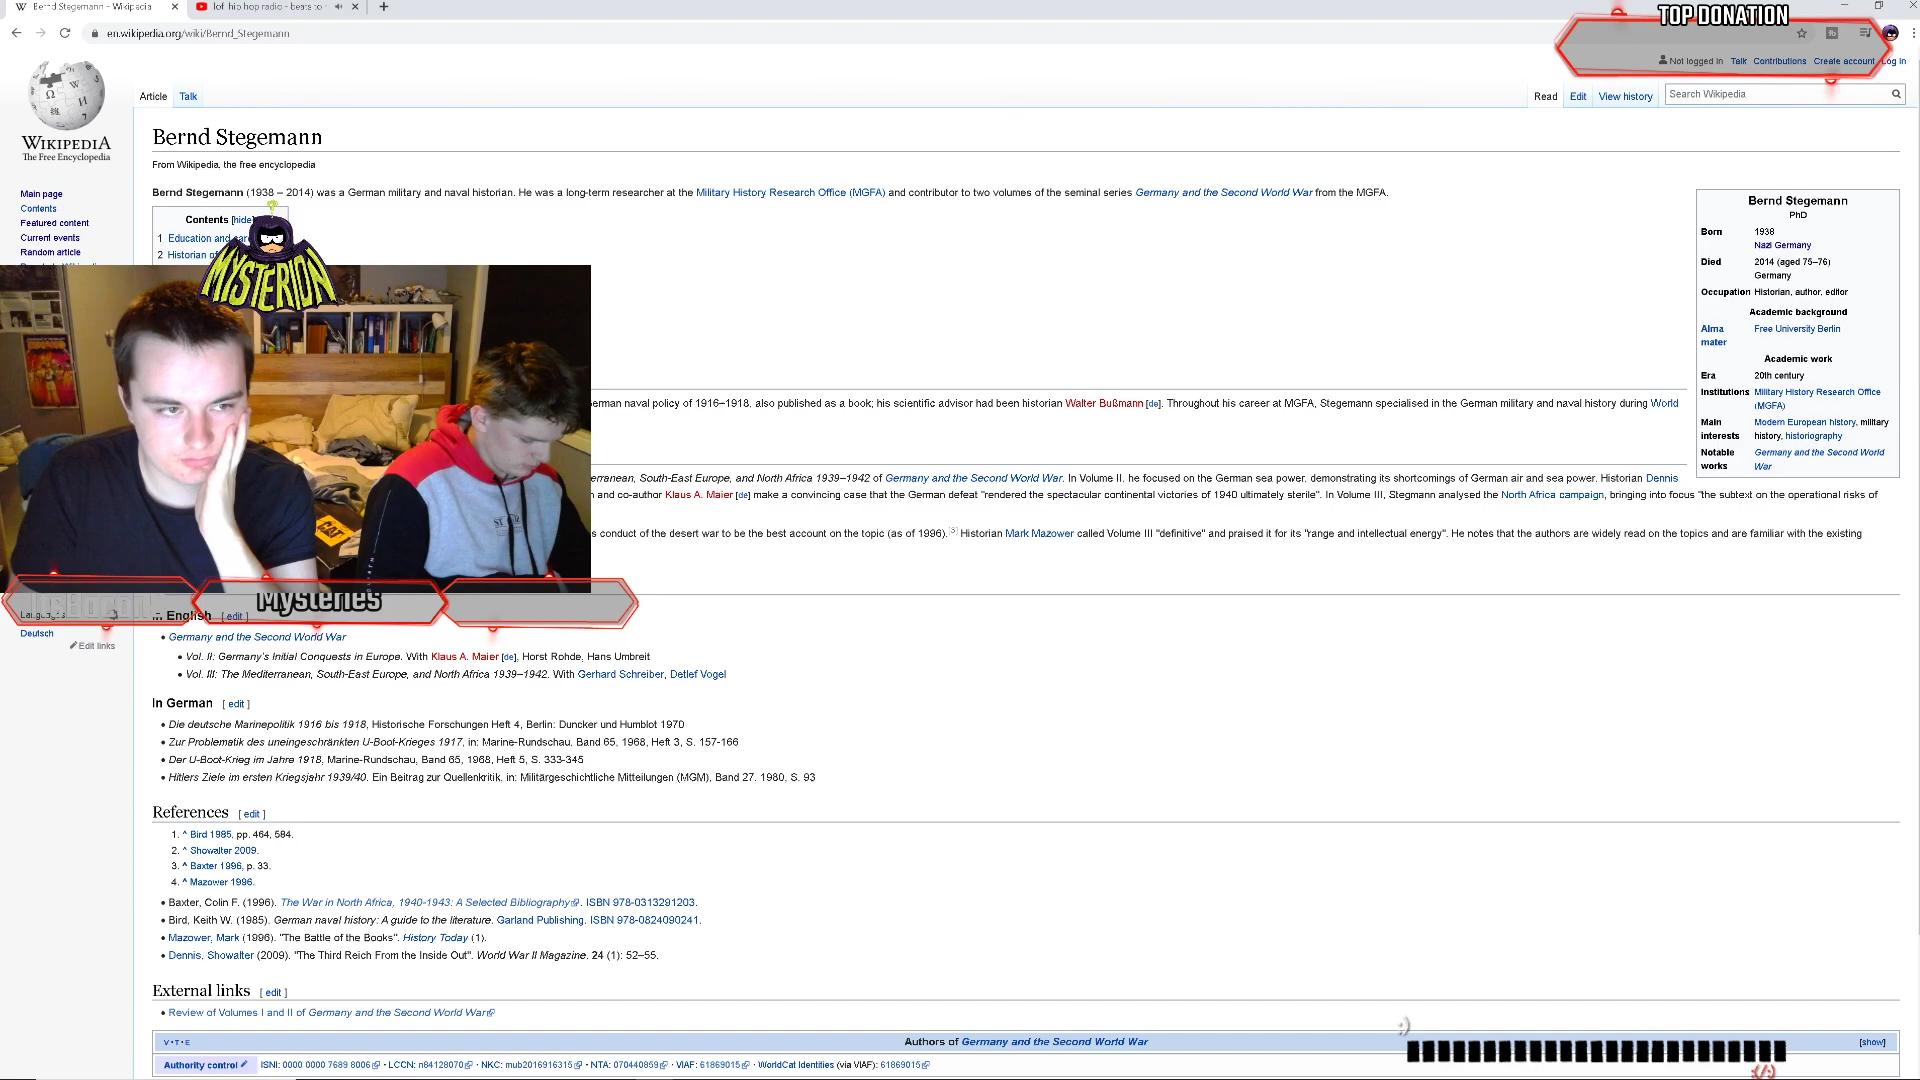 Bernd Stegemann - Wikipedia
lofi hip hop radio - beats to
en.wikipedia.org/wiki/Bernd_Stegemann
TOP DONATION
Not logged in Talk Contributions Create account Log in
Article Talk
Read Edit View history
Search Wikipedia
WIKIPEDIA
The Free Encyclopedia
Main page
Contents
Featured content
Current events
Random article
Bernd Stegemann
From Wikipedia, the free encyclopedia
Bernd Stegemann (1938 – 2014) was a German military and naval historian. He was a long-term researcher at the Military History Research Office (MGFA) and contributor to two volumes of the seminal series Germany and the Second World War from the MGFA.
Contents [hide]
1 Education and
2 Historian of
MYSTERION
Bernd Stegemann
PhD
Born 1938
Nazi Germany
Died 2014 (aged 75–76)
Germany
Occupation Historian, author, editor
Academic background
Alma mater Free University Berlin
Academic work
Era 20th century
Institutions Military History Research Office (MGFA)
Main interests Modern European history, military history, historiography
Notable works Germany and the Second World War
German naval policy of 1916–1918, also published as a book; his scientific advisor had been historian Walter Bußmann [de]. Throughout his career at MGFA, Stegemann specialised in the German military and naval history during World
erranean, South-East Europe, and North Africa 1939–1942 of Germany and the Second World War. In Volume II, he focused on the German sea power, demonstrating its shortcomings of German air and sea power. Historian Dennis
n and co-author Klaus A. Maier [de] make a convincing case that the German defeat "rendered the spectacular continental victories of 1940 ultimately sterile". In Volume III, Stegmann analysed the North Africa campaign, bringing into focus "the subtext on the operational risks of
s conduct of the desert war to be the best account on the topic (as of 1996).[3] Historian Mark Mazower called Volume III "definitive" and praised it for its "range and intellectual energy". He notes that the authors are widely read on the topics and are familiar with the existing
CAT
Mysteries
Languages
Deutsch
Edit links
In English [ edit ]
• Germany and the Second World War
• Vol. II: Germany's Initial Conquests in Europe. With Klaus A. Maier [de], Horst Rohde, Hans Umbreit
• Vol. III: The Mediterranean, South-East Europe, and North Africa 1939–1942. With Gerhard Schreiber, Detlef Vogel
In German [ edit ]
• Die deutsche Marinepolitik 1916 bis 1918, Historische Forschungen Heft 4, Berlin: Duncker und Humblot 1970
• Zur Problematik des uneingeschränkten U-Boot-Krieges 1917, in: Marine-Rundschau, Band 65, 1968, Heft 3, S. 157-166
• Der U-Boot-Krieg im Jahre 1918, Marine-Rundschau, Band 65, 1968, Heft 5, S. 333-345
• Hitlers Ziele im ersten Kriegsjahr 1939/40. Ein Beitrag zur Quellenkritik, in: Militärgeschichtliche Mitteilungen (MGM), Band 27. 1980, S. 93
References [ edit ]
1. ^ Bird 1985, pp. 464, 584.
2. ^ Showalter 2009.
3. ^ Baxter 1996, p. 33.
4. ^ Mazower 1996.
• Baxter, Colin F. (1996). The War in North Africa, 1940-1943: A Selected Bibliography. ISBN 978-0313291203.
• Bird, Keith W. (1985). German naval history: A guide to the literature. Garland Publishing. ISBN 978-0824090241.
• Mazower, Mark (1996). "The Battle of the Books". History Today (1).
• Dennis, Showalter (2009). "The Third Reich From the Inside Out". World War II Magazine. 24 (1): 52–55.
External links [ edit ]
• Review of Volumes I and II of Germany and the Second World War
V•T•E Authors of Germany and the Second World War [show]
Authority control ISNI: 0000 0000 7689 8006 • LCCN: n84128070 • NKC: mub2016916315 • NTA: 070440859 • VIAF: 61869015 • WorldCat Identities (via VIAF): 61869015
:)
:(/:)